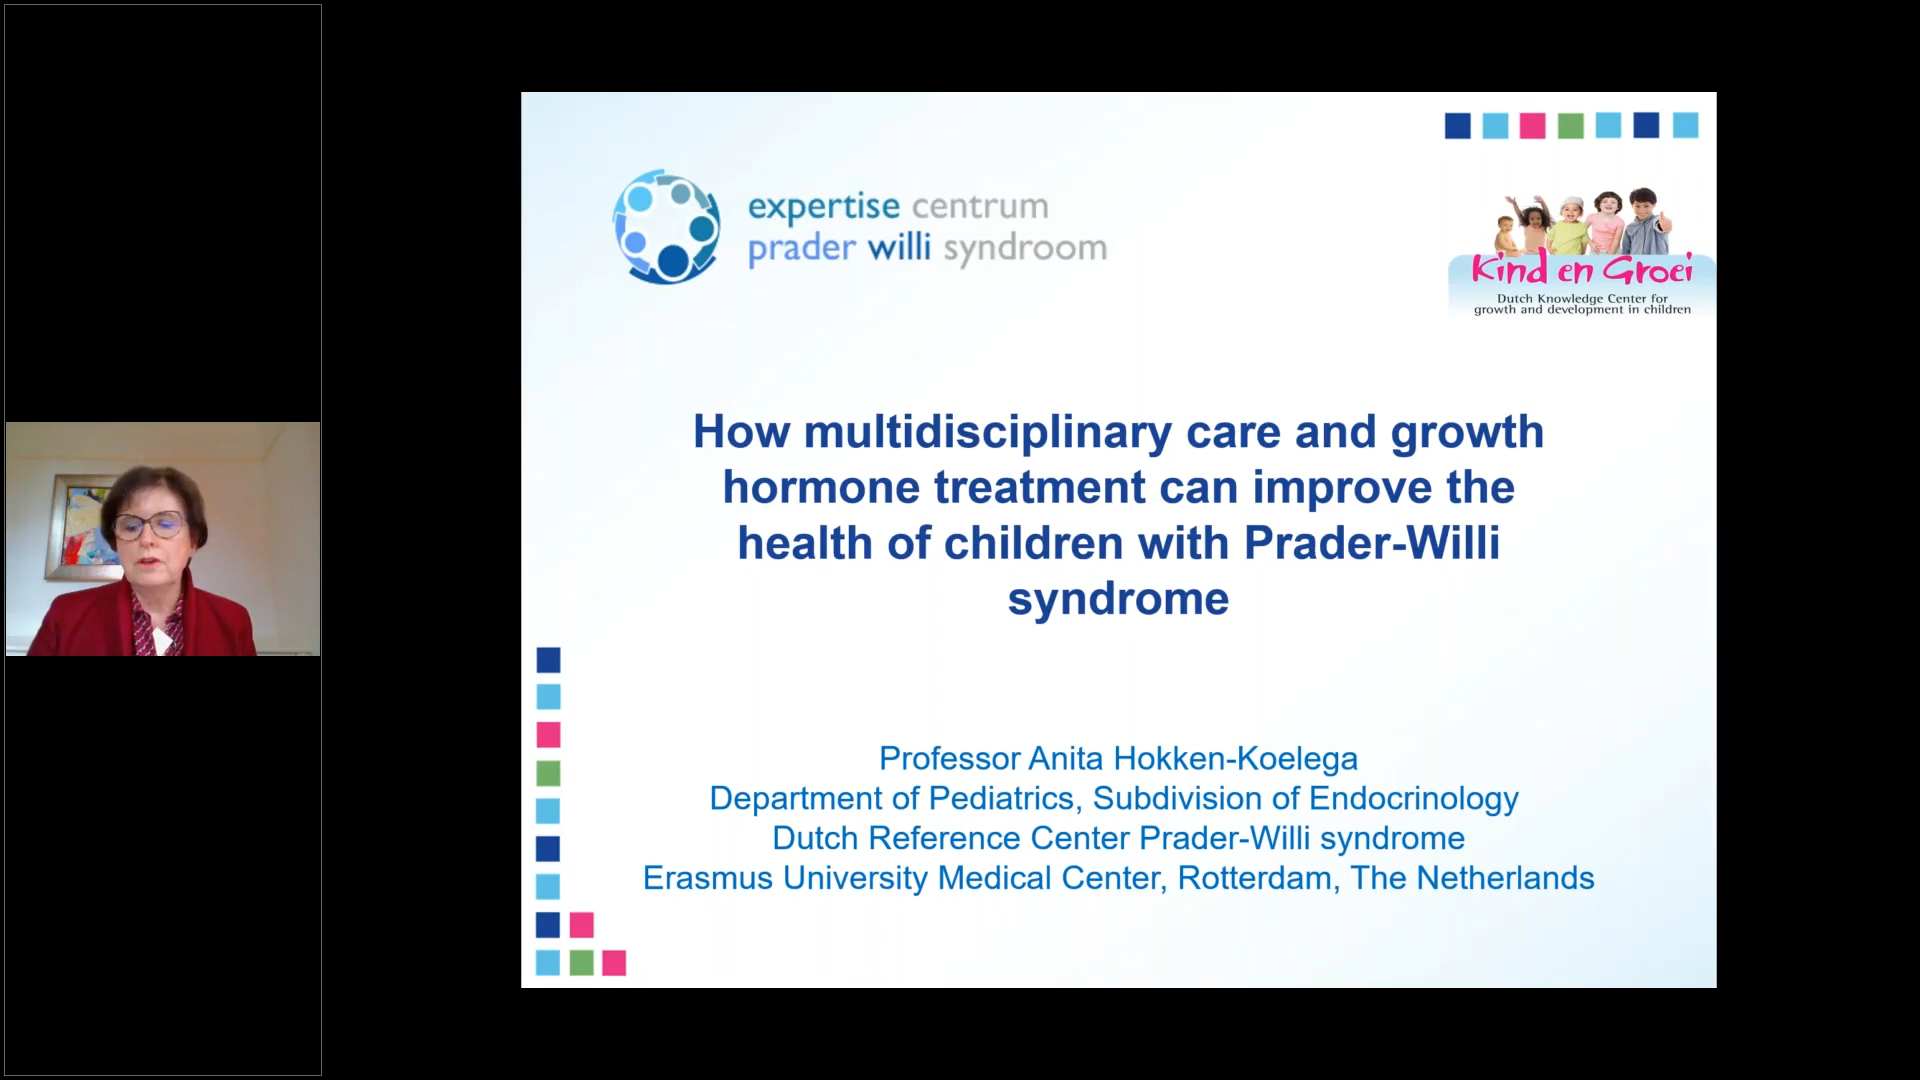 expertise centrum
prader willi syndroom
Kind en Groei
Dutch Knowledge Center for
growth and development in children
How multidisciplinary care and growth
hormone treatment can improve the
health of children with Prader-Willi
syndrome
Professor Anita Hokken-Koelega
Department of Pediatrics, Subdivision of Endocrinology
Dutch Reference Center Prader-Willi syndrome
Erasmus University Medical Center, Rotterdam, The Netherlands